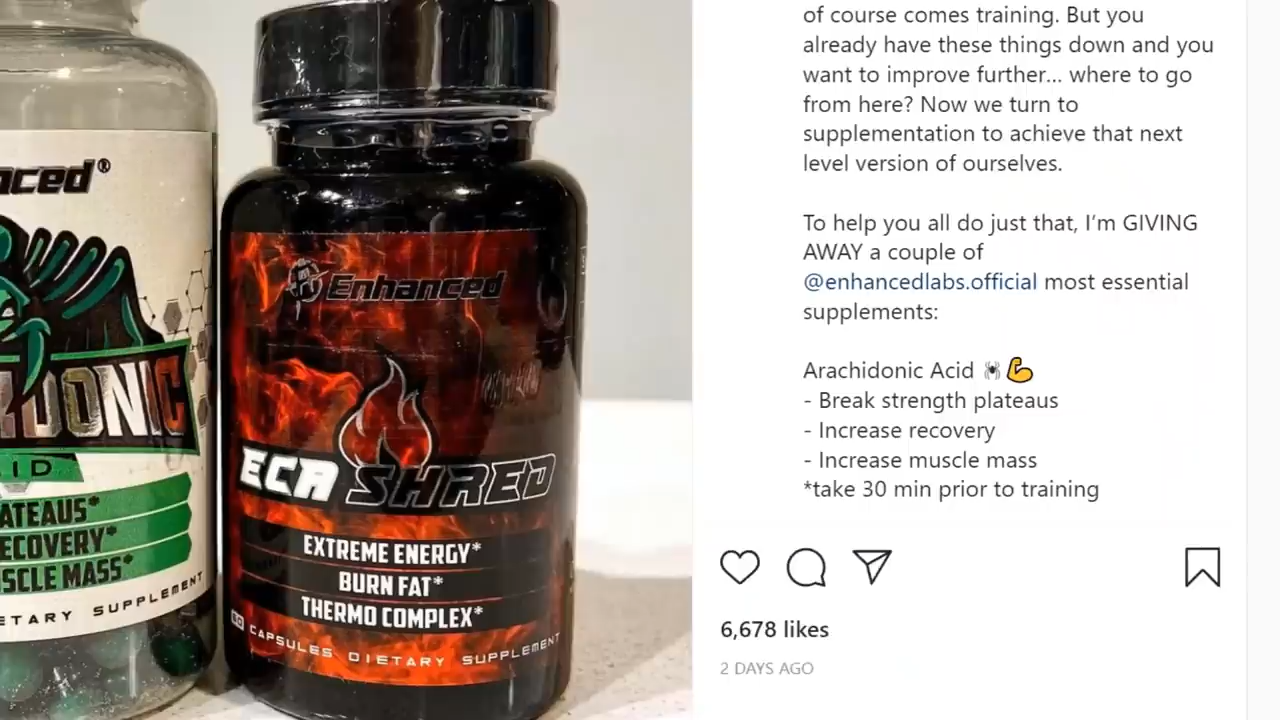 aced®
DONIC
ID
ATEAUS*
ECOVERY*
SCLE MASS*
ETARY SUPPLEMENT
Enhanced
ECA SHRED
EXTREME ENERGY*
BURN FAT*
THERMO COMPLEX*
CAPSULES DIETARY SUPPLEMENT
of course comes training. But you
already have these things down and you
want to improve further... where to go
from here? Now we turn to
supplementation to achieve that next
level version of ourselves.
To help you all do just that, I'm GIVING
AWAY a couple of
@enhancedlabs.official most essential
supplements:
Arachidonic Acid 🕷️💪
- Break strength plateaus
- Increase recovery
- Increase muscle mass
*take 30 min prior to training
6,678 likes
2 DAYS AGO